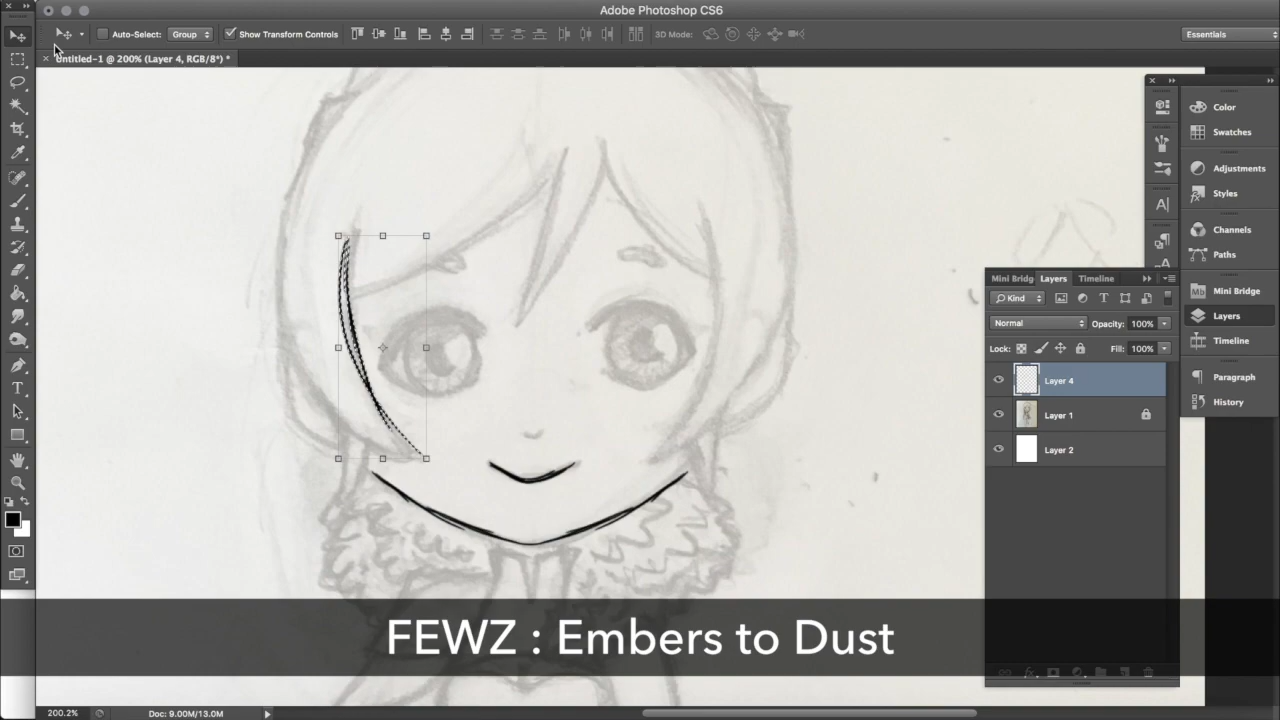 Adobe Photoshop CS6
Auto-Select: Group Show Transform Controls 3D Mode: Essentials
Untitled-1 @ 200% (Layer 4, RGB/8*) *
Color
Swatches
Adjustments
Styles
Channels
Paths
Mini Bridge
Layers
Timeline
Paragraph
History
Mini Bridg Layers Timeline
Kind
Normal Opacity: 100%
Lock: Fill: 100%
Layer 4
Layer 1
Layer 2
FEWZ : Embers to Dust
200.2% Doc: 9.00M/13.0M